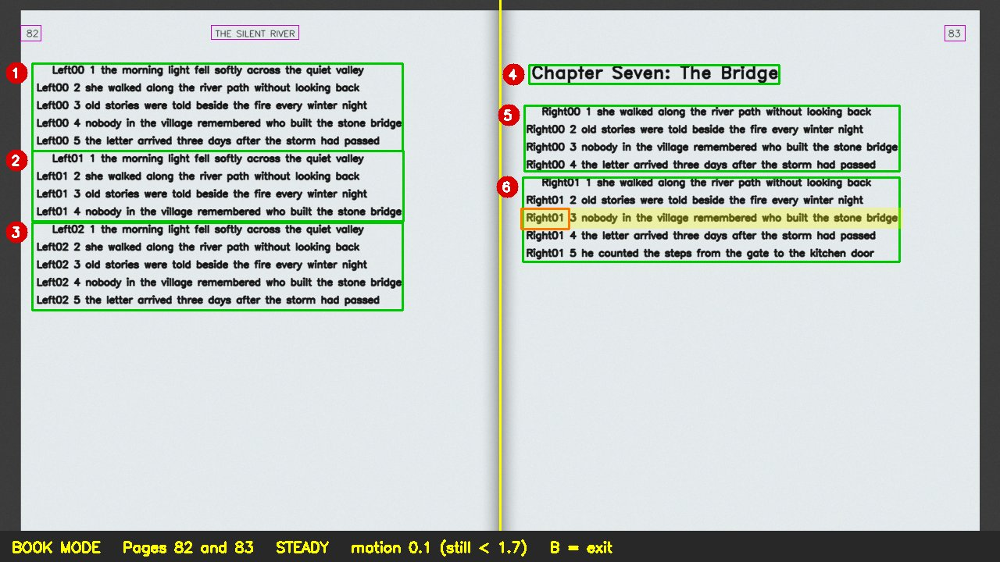 82
THE SILENT RIVER
1
Left00 1 the morning light fell softly across the quiet valley
Left00 2 she walked along the river path without looking back
Left00 3 old stories were told beside the fire every winter night
Left00 4 nobody in the village remembered who built the stone bridge
Left00 5 the letter arrived three days after the storm had passed
2
Left01 1 the morning light fell softly across the quiet valley
Left01 2 she walked along the river path without looking back
Left01 3 old stories were told beside the fire every winter night
Left01 4 nobody in the village remembered who built the stone bridge
3
Left02 1 the morning light fell softly across the quiet valley
Left02 2 she walked along the river path without looking back
Left02 3 old stories were told beside the fire every winter night
Left02 4 nobody in the village remembered who built the stone bridge
Left02 5 the letter arrived three days after the storm had passed
83
4
Chapter Seven: The Bridge
5
Right00 1 she walked along the river path without looking back
Right00 2 old stories were told beside the fire every winter night
Right00 3 nobody in the village remembered who built the stone bridge
Right00 4 the letter arrived three days after the storm had passed
6
Right01 1 she walked along the river path without looking back
Right01 2 old stories were told beside the fire every winter night
Right01 3 nobody in the village remembered who built the stone bridge
Right01 4 the letter arrived three days after the storm had passed
Right01 5 he counted the steps from the gate to the kitchen door
BOOK MODE Pages 82 and 83 STEADY motion 0.1 (still < 1.7) B = exit